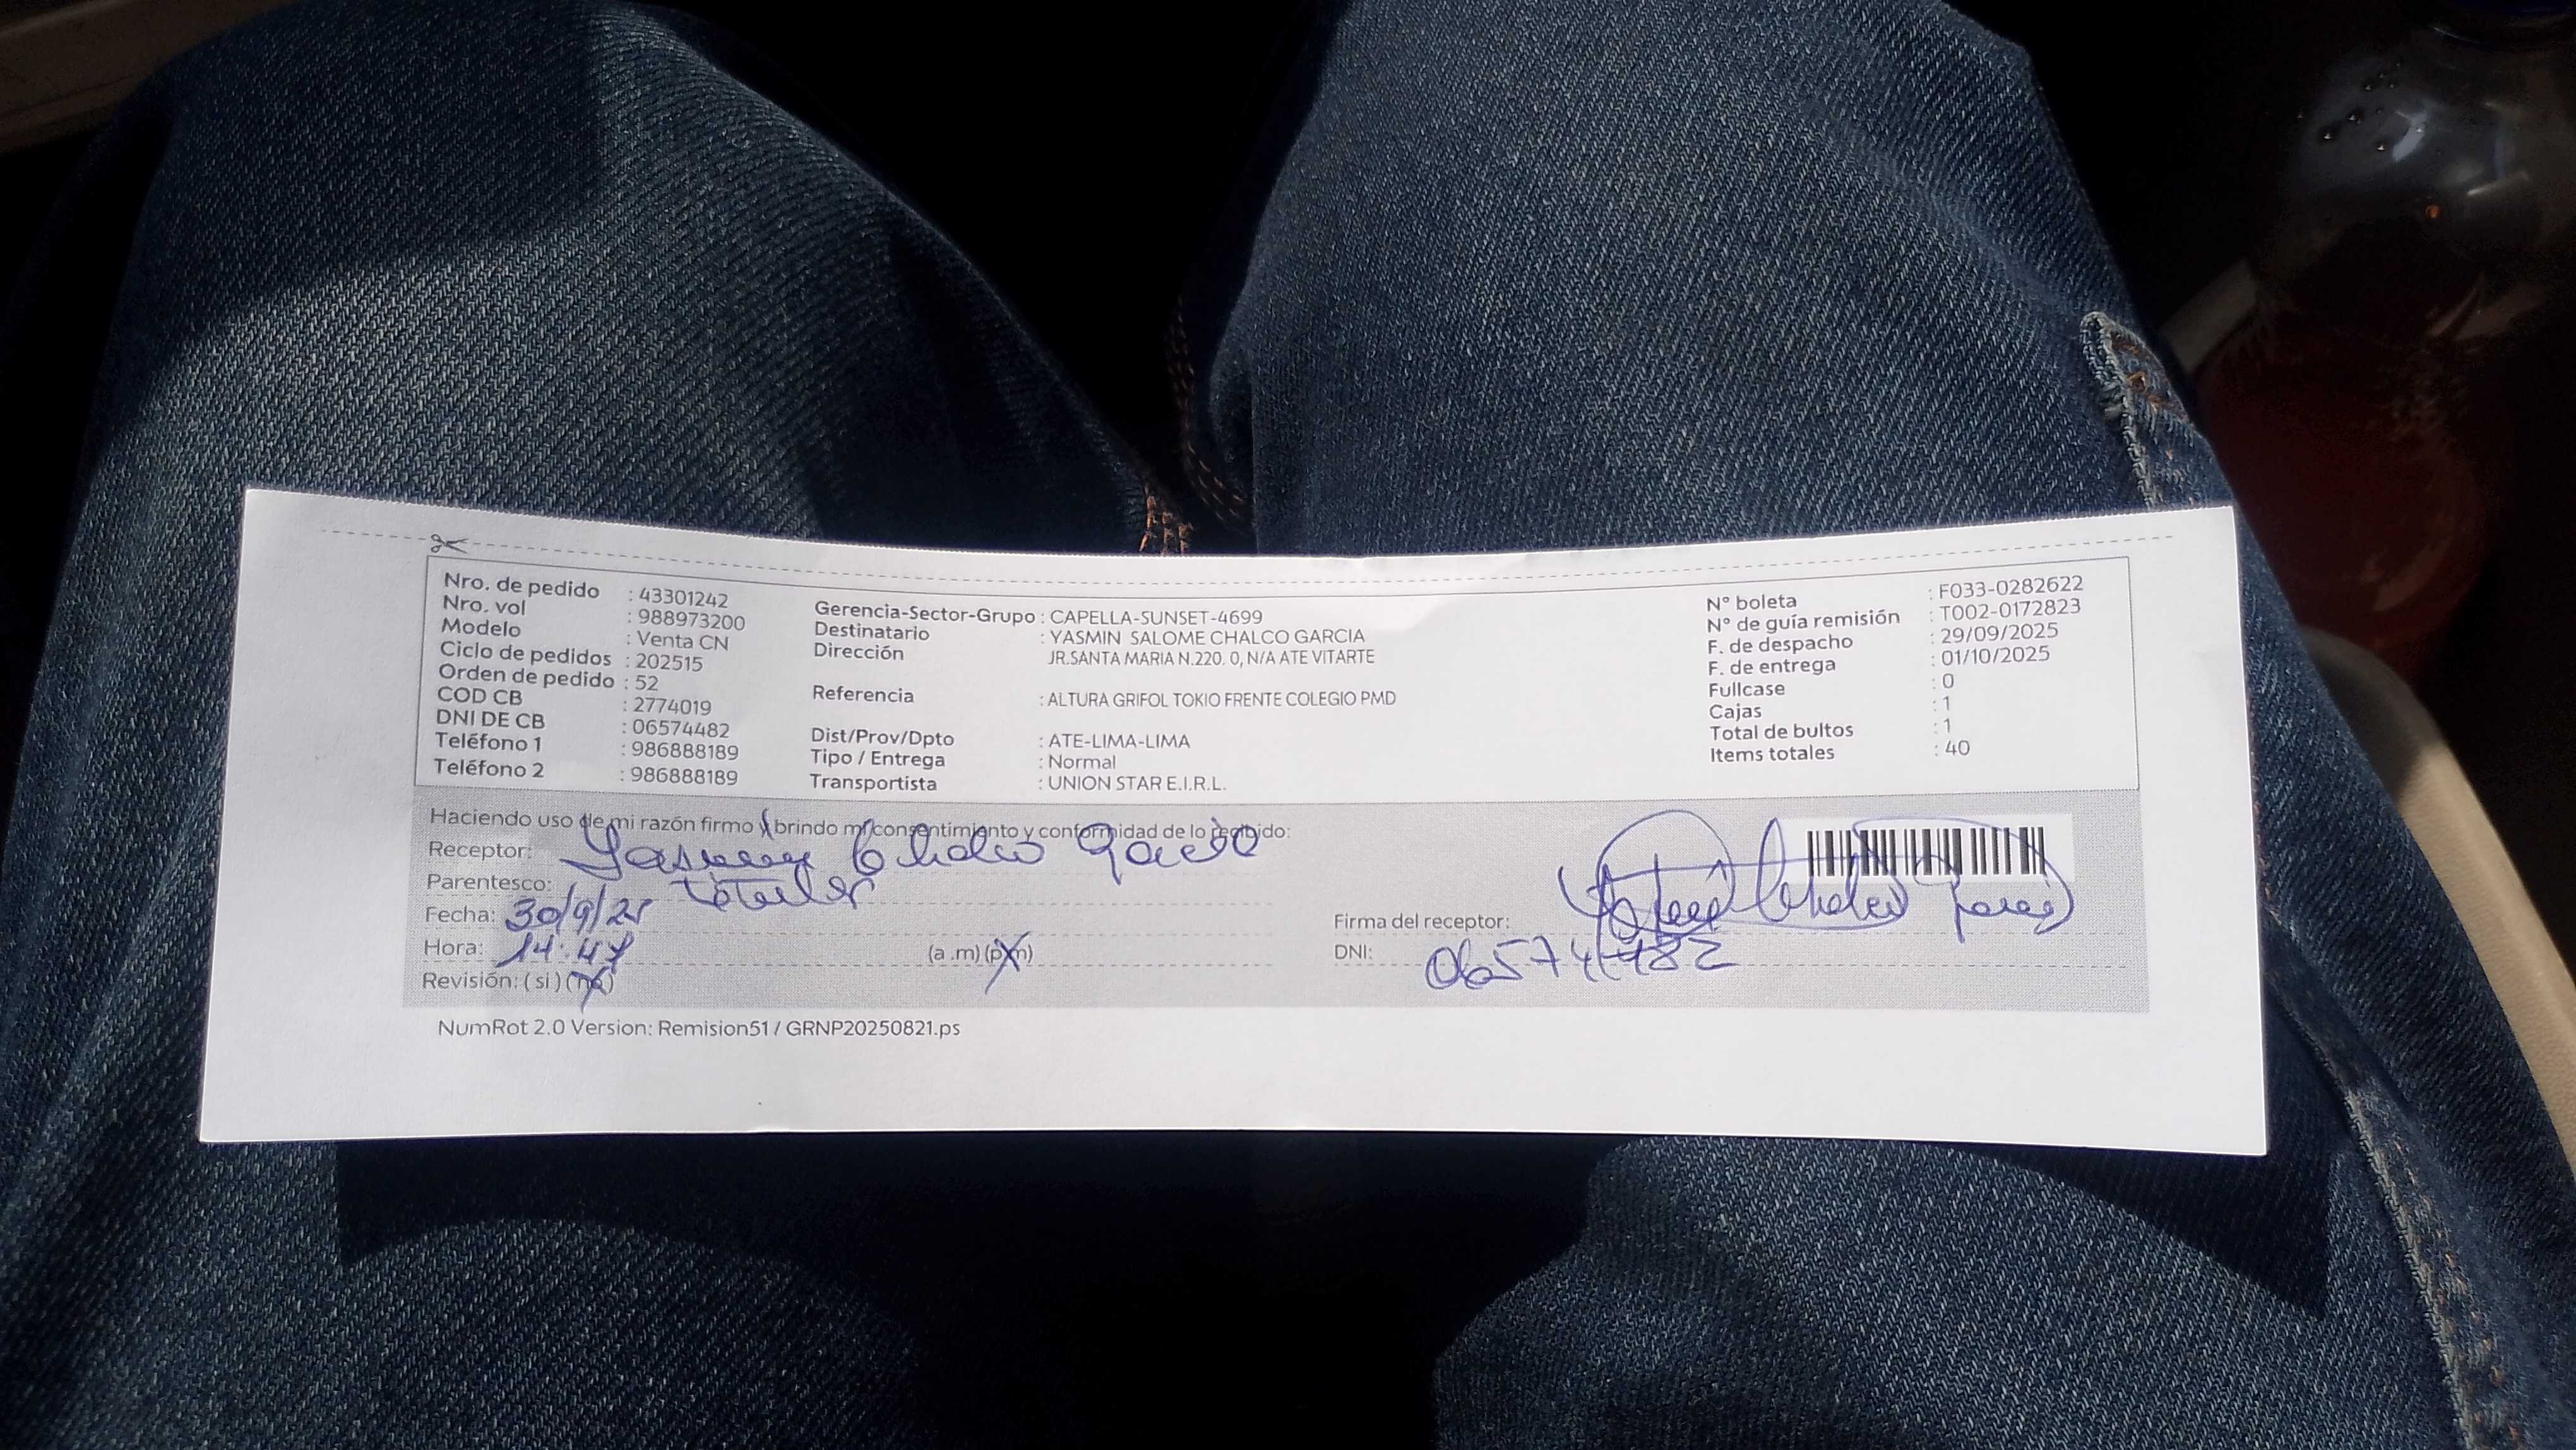 Nro. de pedido : 43301242
Nro. vol : 988973200
Modelo : Venta CN
Ciclo de pedidos : 202515
Orden de pedido : 52
COD CB : 2774019
DNI DE CB : 06574482
Teléfono 1 : 986888189
Teléfono 2 : 986888189
Gerencia-Sector-Grupo : CAPELLA-SUNSET-4699
Destinatario : YASMIN SALOME CHALCO GARCIA
Dirección JR.SANTA MARIA N.220. 0, N/A ATE VITARTE
Referencia : ALTURA GRIFOL TOKIO FRENTE COLEGIO PMD
Dist/Prov/Dpto : ATE-LIMA-LIMA
Tipo / Entrega : Normal
Transportista : UNION STAR E.I.R.L.
N° boleta : F033-0282622
N° de guía remisión : T002-0172823
F. de despacho : 29/09/2025
F. de entrega : 01/10/2025
Fullcase : 0
Cajas : 1
Total de bultos : 1
Items totales : 40
Haciendo uso de mi razón firmo y brindo mi consentimiento y conformidad de lo recibido:
Receptor: Yasmin Chalco Garcia
Parentesco: titular
Fecha: 30/9/25
Hora: 14:47 (a .m) (p.m)
Revisión: ( si ) (no)
Firma del receptor: Chalco
DNI: 06574482
NumRot 2.0 Version: Remision51 / GRNP20250821.ps